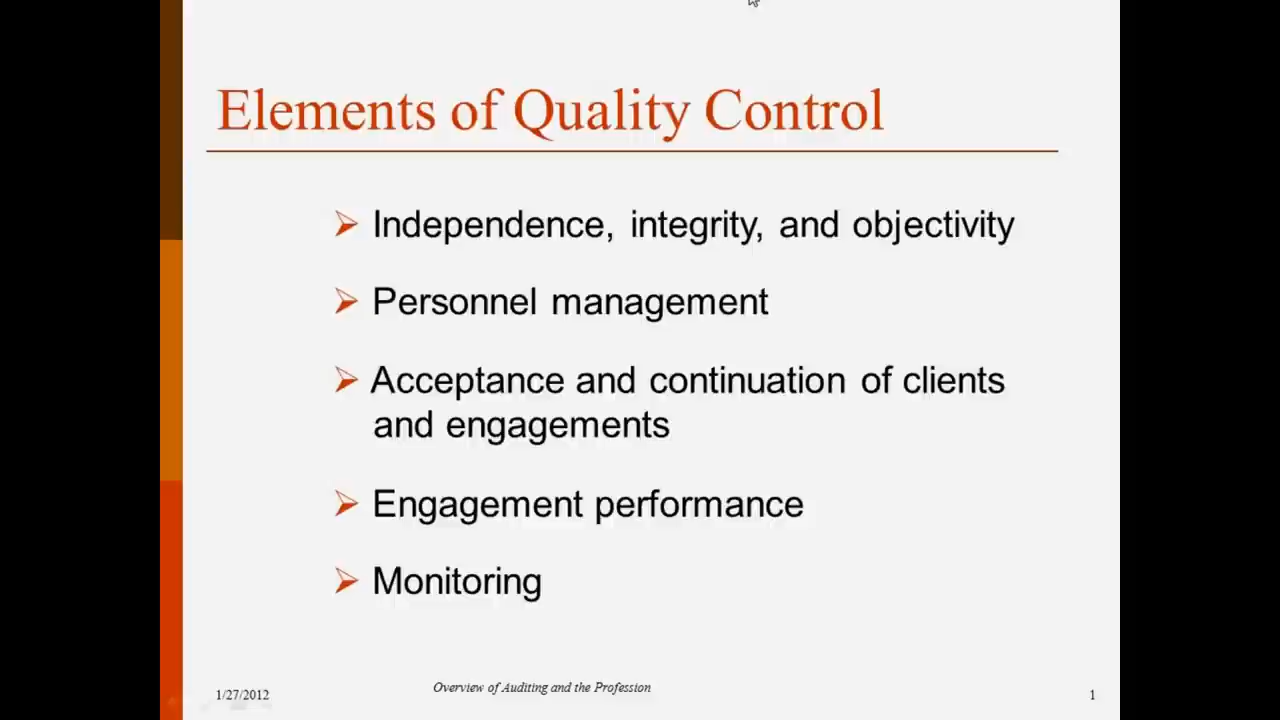 Elements of Quality Control
Independence, integrity, and objectivity
Personnel management
Acceptance and continuation of clients
and engagements
Engagement performance
Monitoring
1/27/2012
Overview of Auditing and the Profession
1